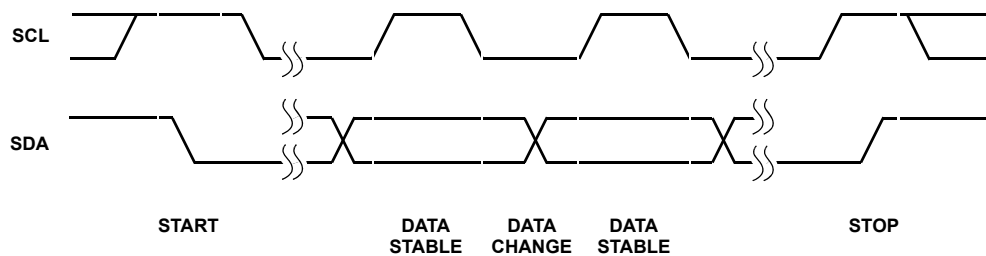 SCL
SDA
START
DATA
STABLE
DATA
CHANGE
DATA
STABLE
STOP